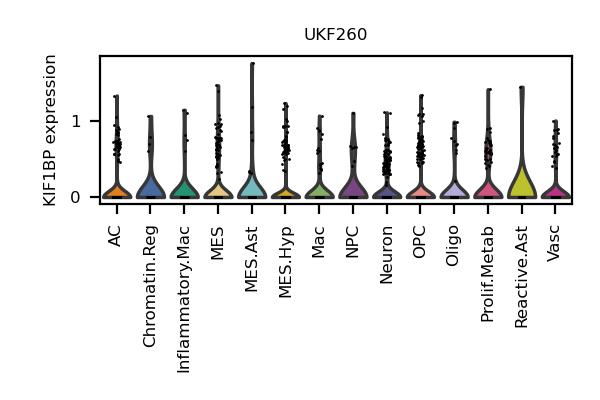 UKF260
KIF1BP expression
1
0
AC
Chromatin.Reg
Inflammatory.Mac
MES
MES.Ast
MES.Hyp
Mac
NPC
Neuron
OPC
Oligo
Prolif.Metab
Reactive.Ast
Vasc